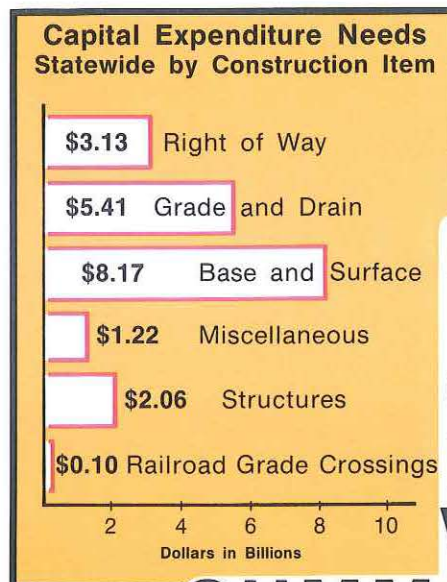 Capital Expenditure Needs
Statewide by Construction Item
$3.13 Right of Way
$5.41 Grade and Drain
$8.17 Base and Surface
$1.22 Miscellaneous
$2.06 Structures
$0.10 Railroad Grade Crossings
2 4 6 8 10
Dollars in Billions